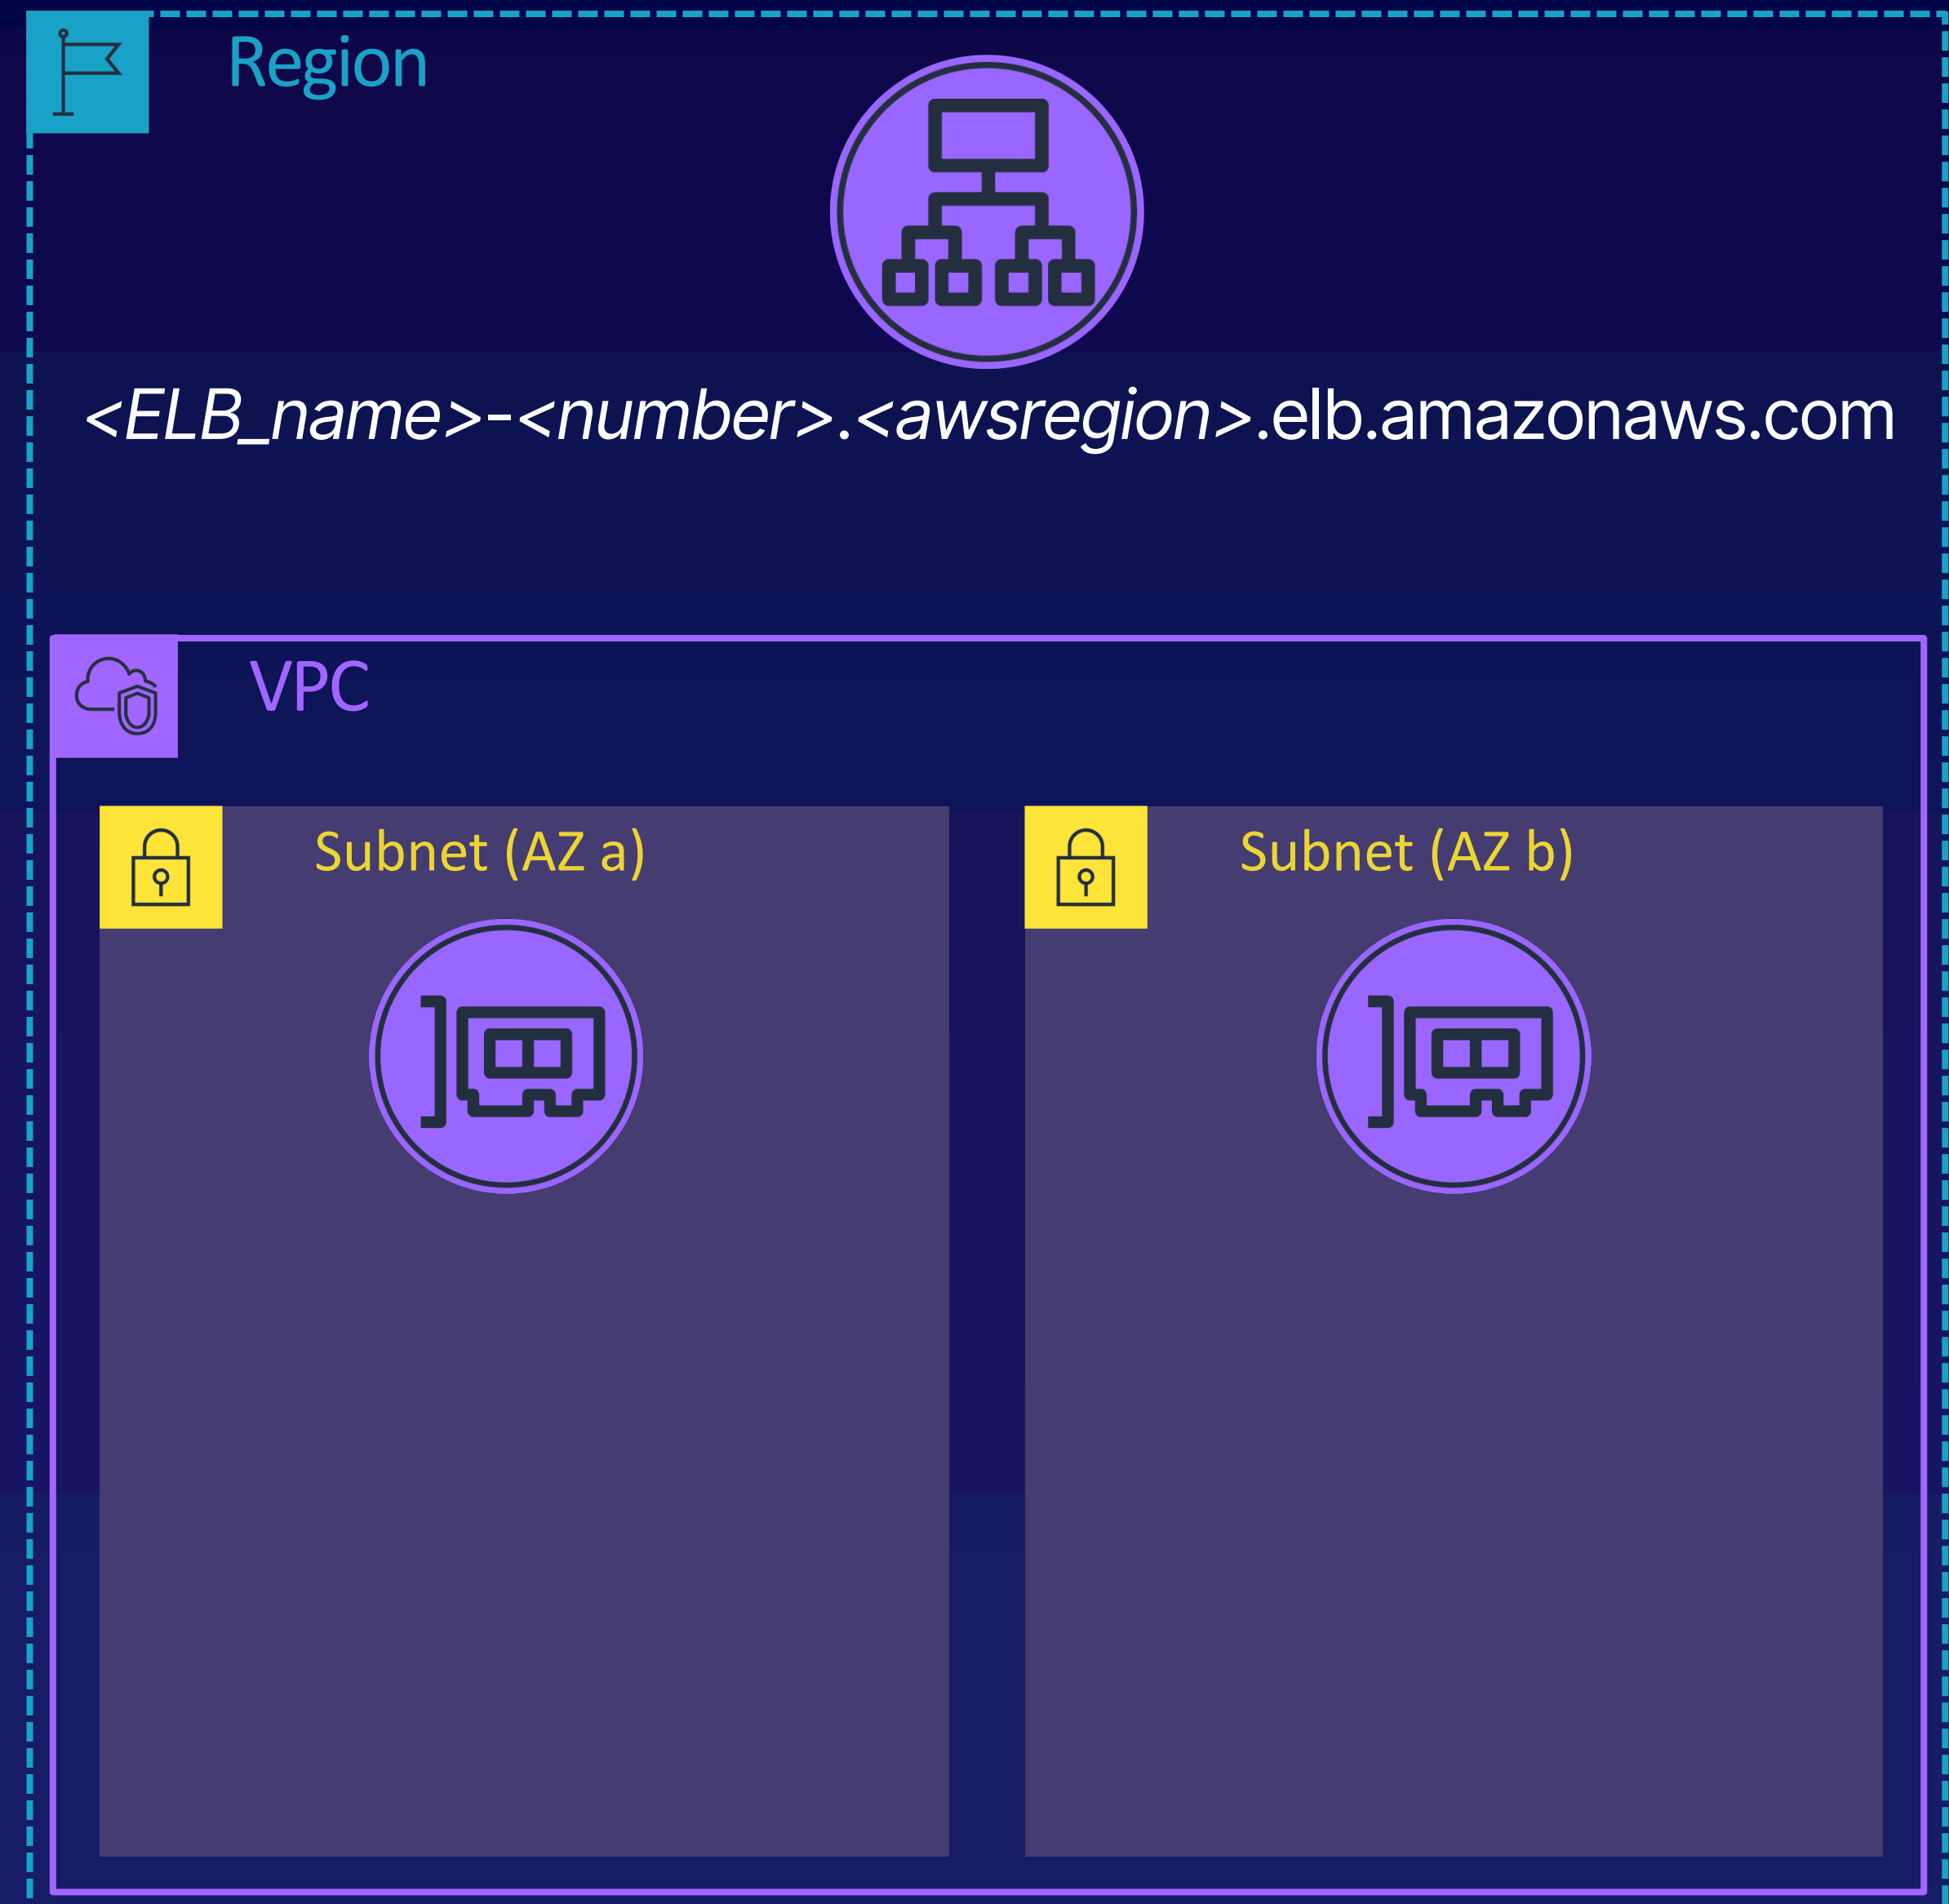 Region
<ELB_name>-<number>.<awsregion>.elb.amazonaws.com
VPC
Subnet (AZ a)
Subnet (AZ b)